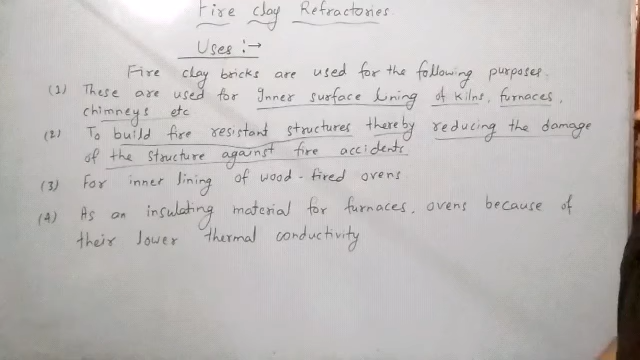 Fire clay Refractories.
Uses :→
Fire clay bricks are used for the following purposes.
(1) These are used for Inner surface lining of kilns, furnaces,
chimneys etc
(2) To build fire resistant structures thereby reducing the damage
of the structure against fire accidents.
(3) For inner lining of wood-fired ovens
(4) As an insulating material for furnaces, ovens because of
their lower thermal conductivity